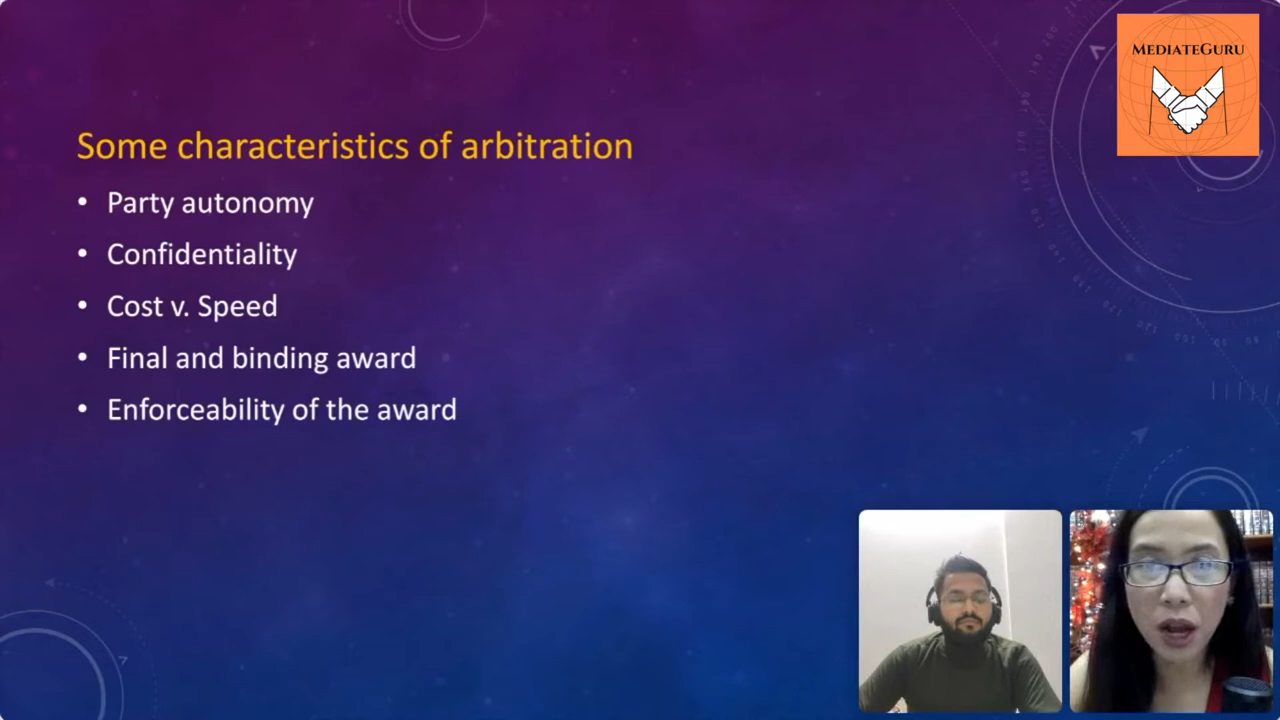 MEDIATEGURU
Some characteristics of arbitration
• Party autonomy
• Confidentiality
• Cost v. Speed
• Final and binding award
• Enforceability of the award